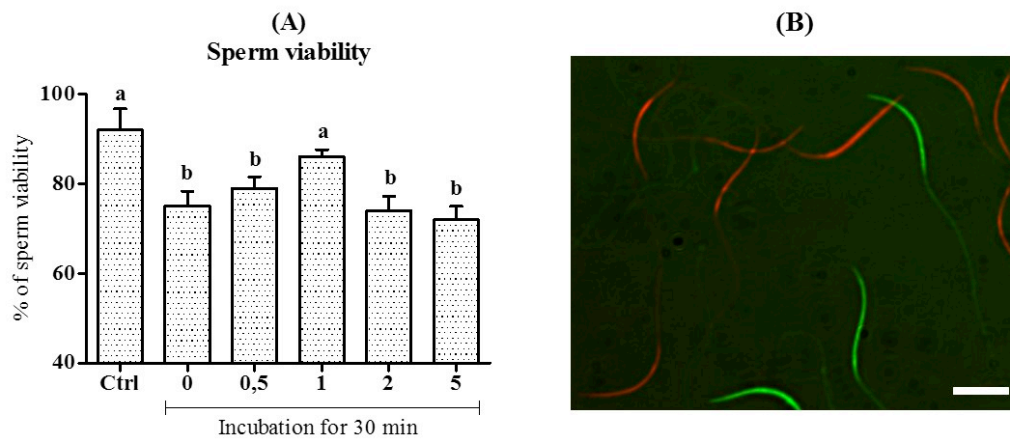 (A)
Sperm viability
% of sperm viability
100
80
60
40
a
b
b
a
b
b
Ctrl 0 0,5 1 2 5
Incubation for 30 min
(B)